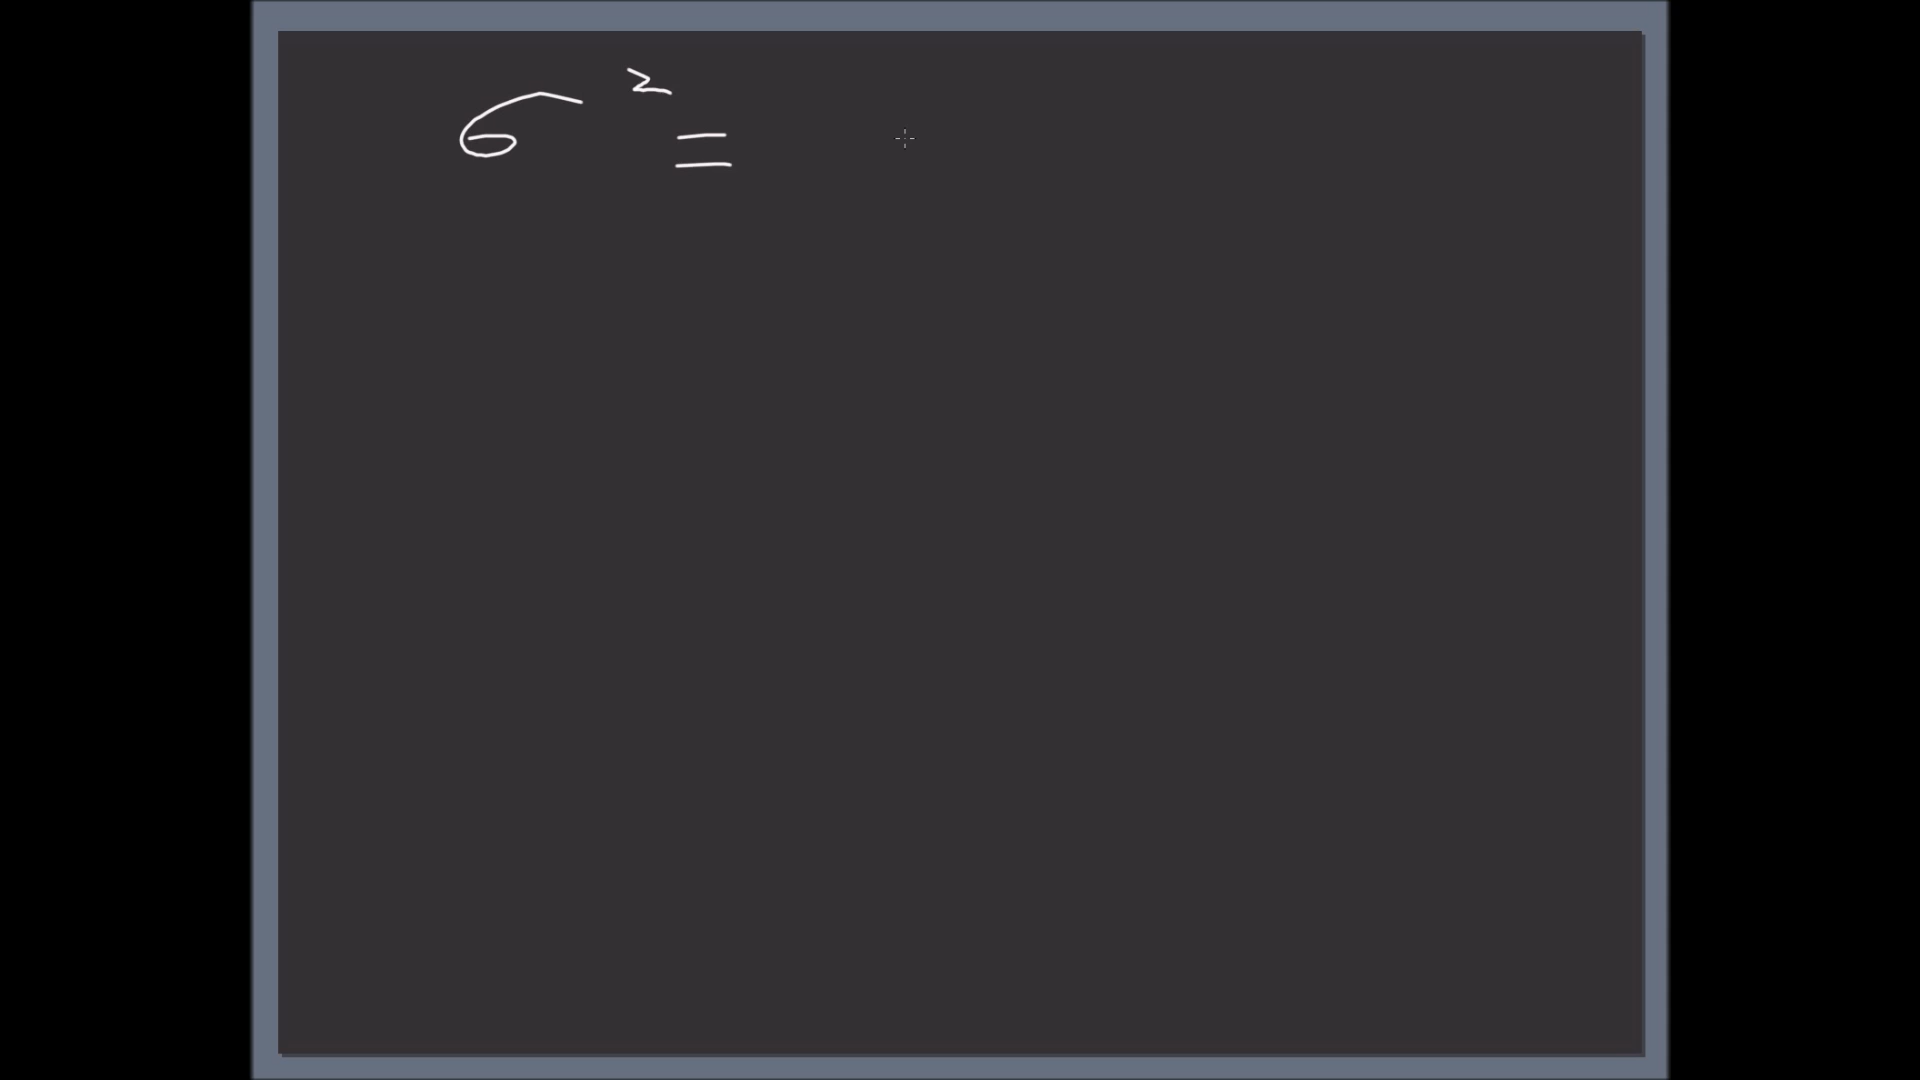 6² =